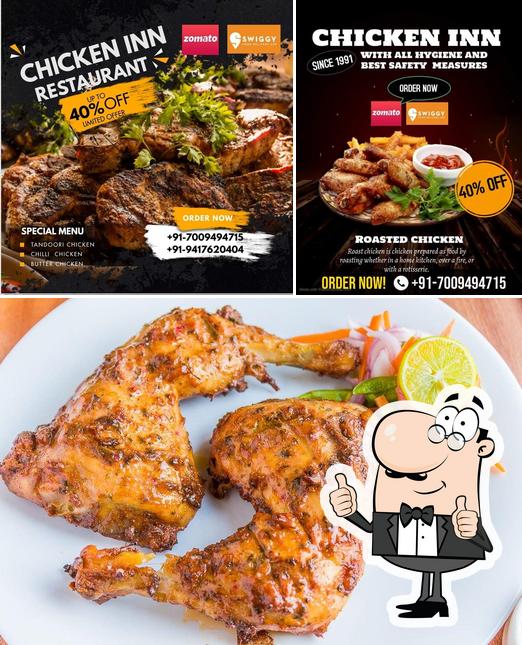 CHICKEN INN
RESTAURANT
zomato
SWIGGY
UP TO
40% OFF
LIMITED OFFER
ORDER NOW
+91-7009494715
+91-9417620404
SPECIAL MENU
TANDOORI CHICKEN
CHILLI CHICKEN
BUTTER CHICKEN
CHICKEN INN
SINCE 1991
WITH ALL HYGIENE AND
BEST SAFETY MEASURES
ORDER NOW
zomato
SWIGGY
40% OFF
ROASTED CHICKEN
Roast chicken is chicken prepared as food by
roasting whether in a home kitchen, over a fire, or
with a rotisserie.
ORDER NOW! +91-7009494715